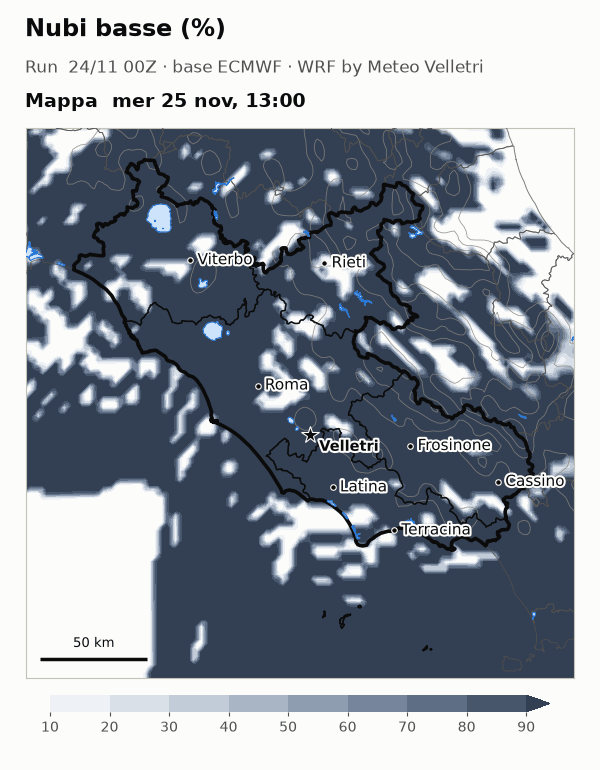 Nubi basse (%)
Run  24/11 00Z · base ECMWF · WRF by Meteo Velletri
Mappa  mer 25 nov, 13:00
Viterbo
Rieti
Roma
Velletri
Frosinone
Cassino
Latina
Terracina
50 km
10 20 30 40 50 60 70 80 90